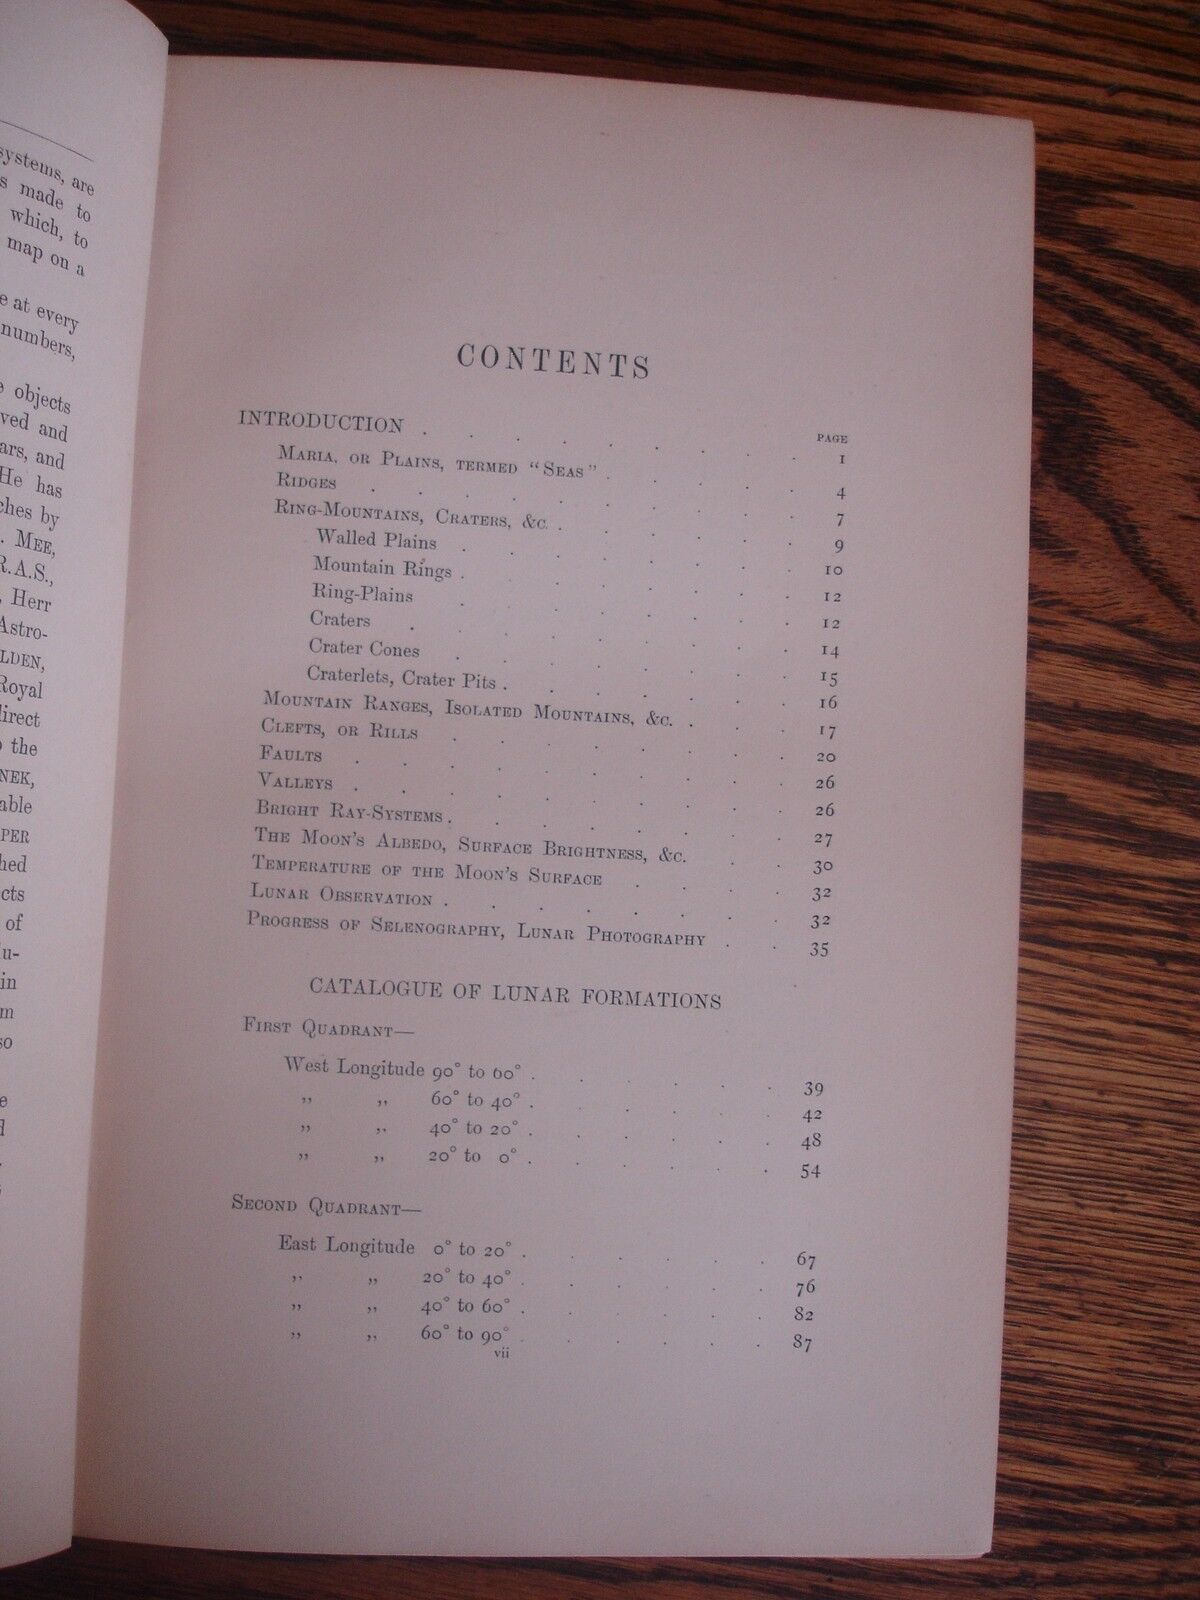 systems, are
s made to
which, to
map on a
e at every
numbers,
e objects
ved and
ars, and
He has
ches by
. MEE,
R.A.S.,
, Herr
Astro-
LDEN,
Royal
direct
o the
NEK,
able
PER
hed
cts
of
u-
in
m
so
e
d
CONTENTS
PAGE
INTRODUCTION . . . . . . . . . 1
MARIA, OR PLAINS, TERMED "SEAS" . . . . . 4
RIDGES . . . . . . . . . . 7
RING-MOUNTAINS, CRATERS, &C. . . . . . . 9
Walled Plains . . . . . . . . 10
Mountain Rings . . . . . . . . 12
Ring-Plains . . . . . . . . 12
Craters . . . . . . . . . 14
Crater Cones . . . . . . . . 15
Craterlets, Crater Pits . . . . . . . 16
MOUNTAIN RANGES, ISOLATED MOUNTAINS, &C. . . . 17
CLEFTS, OR RILLS . . . . . . . . 20
FAULTS . . . . . . . . . . 26
VALLEYS . . . . . . . . . . 26
BRIGHT RAY-SYSTEMS . . . . . . . . 27
THE MOON'S ALBEDO, SURFACE BRIGHTNESS, &C. . . 30
TEMPERATURE OF THE MOON'S SURFACE . . . . 32
LUNAR OBSERVATION . . . . . . . . 32
PROGRESS OF SELENOGRAPHY, LUNAR PHOTOGRAPHY . . 35
CATALOGUE OF LUNAR FORMATIONS
FIRST QUADRANT—
West Longitude 90° to 60° . . . . . . 39
" " 60° to 40° . . . . . . 42
" " 40° to 20° . . . . . . 48
" " 20° to 0° . . . . . . 54
SECOND QUADRANT—
East Longitude 0° to 20° . . . . . . 67
" " 20° to 40° . . . . . . 76
" " 40° to 60° . . . . . . 82
" " 60° to 90° . . . . . . 87
vii